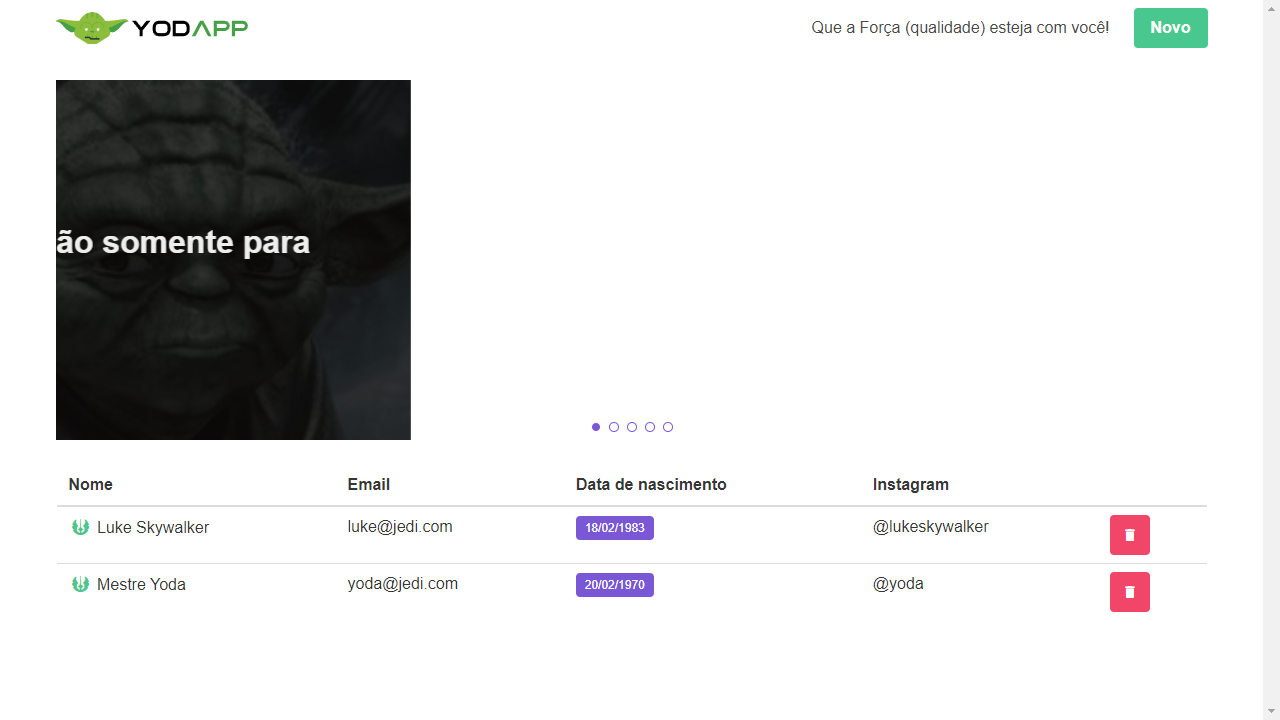 YODAPP
Que a Força (qualidade) esteja com você!
Novo
ão somente para
Nome Email Data de nascimento Instagram
Luke Skywalker luke@jedi.com 18/02/1983 @lukeskywalker
Mestre Yoda yoda@jedi.com 20/02/1970 @yoda